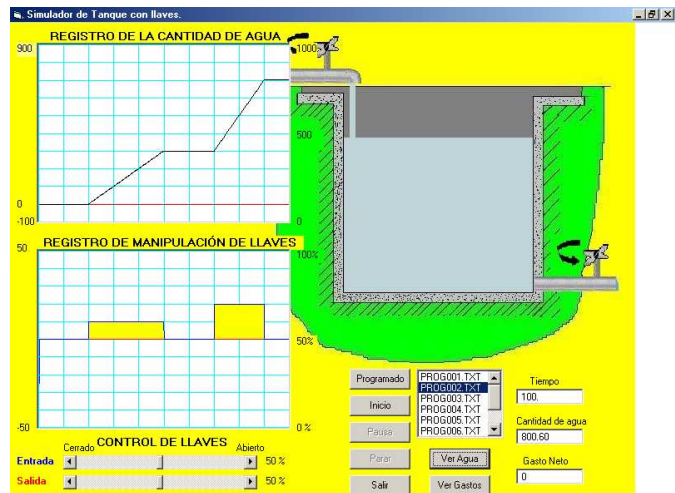 Simulador de Tanque con llaves.
REGISTRO DE LA CANTIDAD DE AGUA
900
1000
500
0
0
-100
REGISTRO DE MANIPULACIÓN DE LLAVES
50
100%
50%
-50
0 %
CONTROL DE LLAVES
Cerrado
Abierto
Entrada
50 %
Salida
50 %
Programado
Inicio
Pausa
Parar
Salir
PROG001.TXT
PROG002.TXT
PROG003.TXT
PROG004.TXT
PROG005.TXT
PROG006.TXT
Ver Agua
Ver Gastos
Tiempo
100.
Cantidad de agua
800.60
Gasto Neto
0